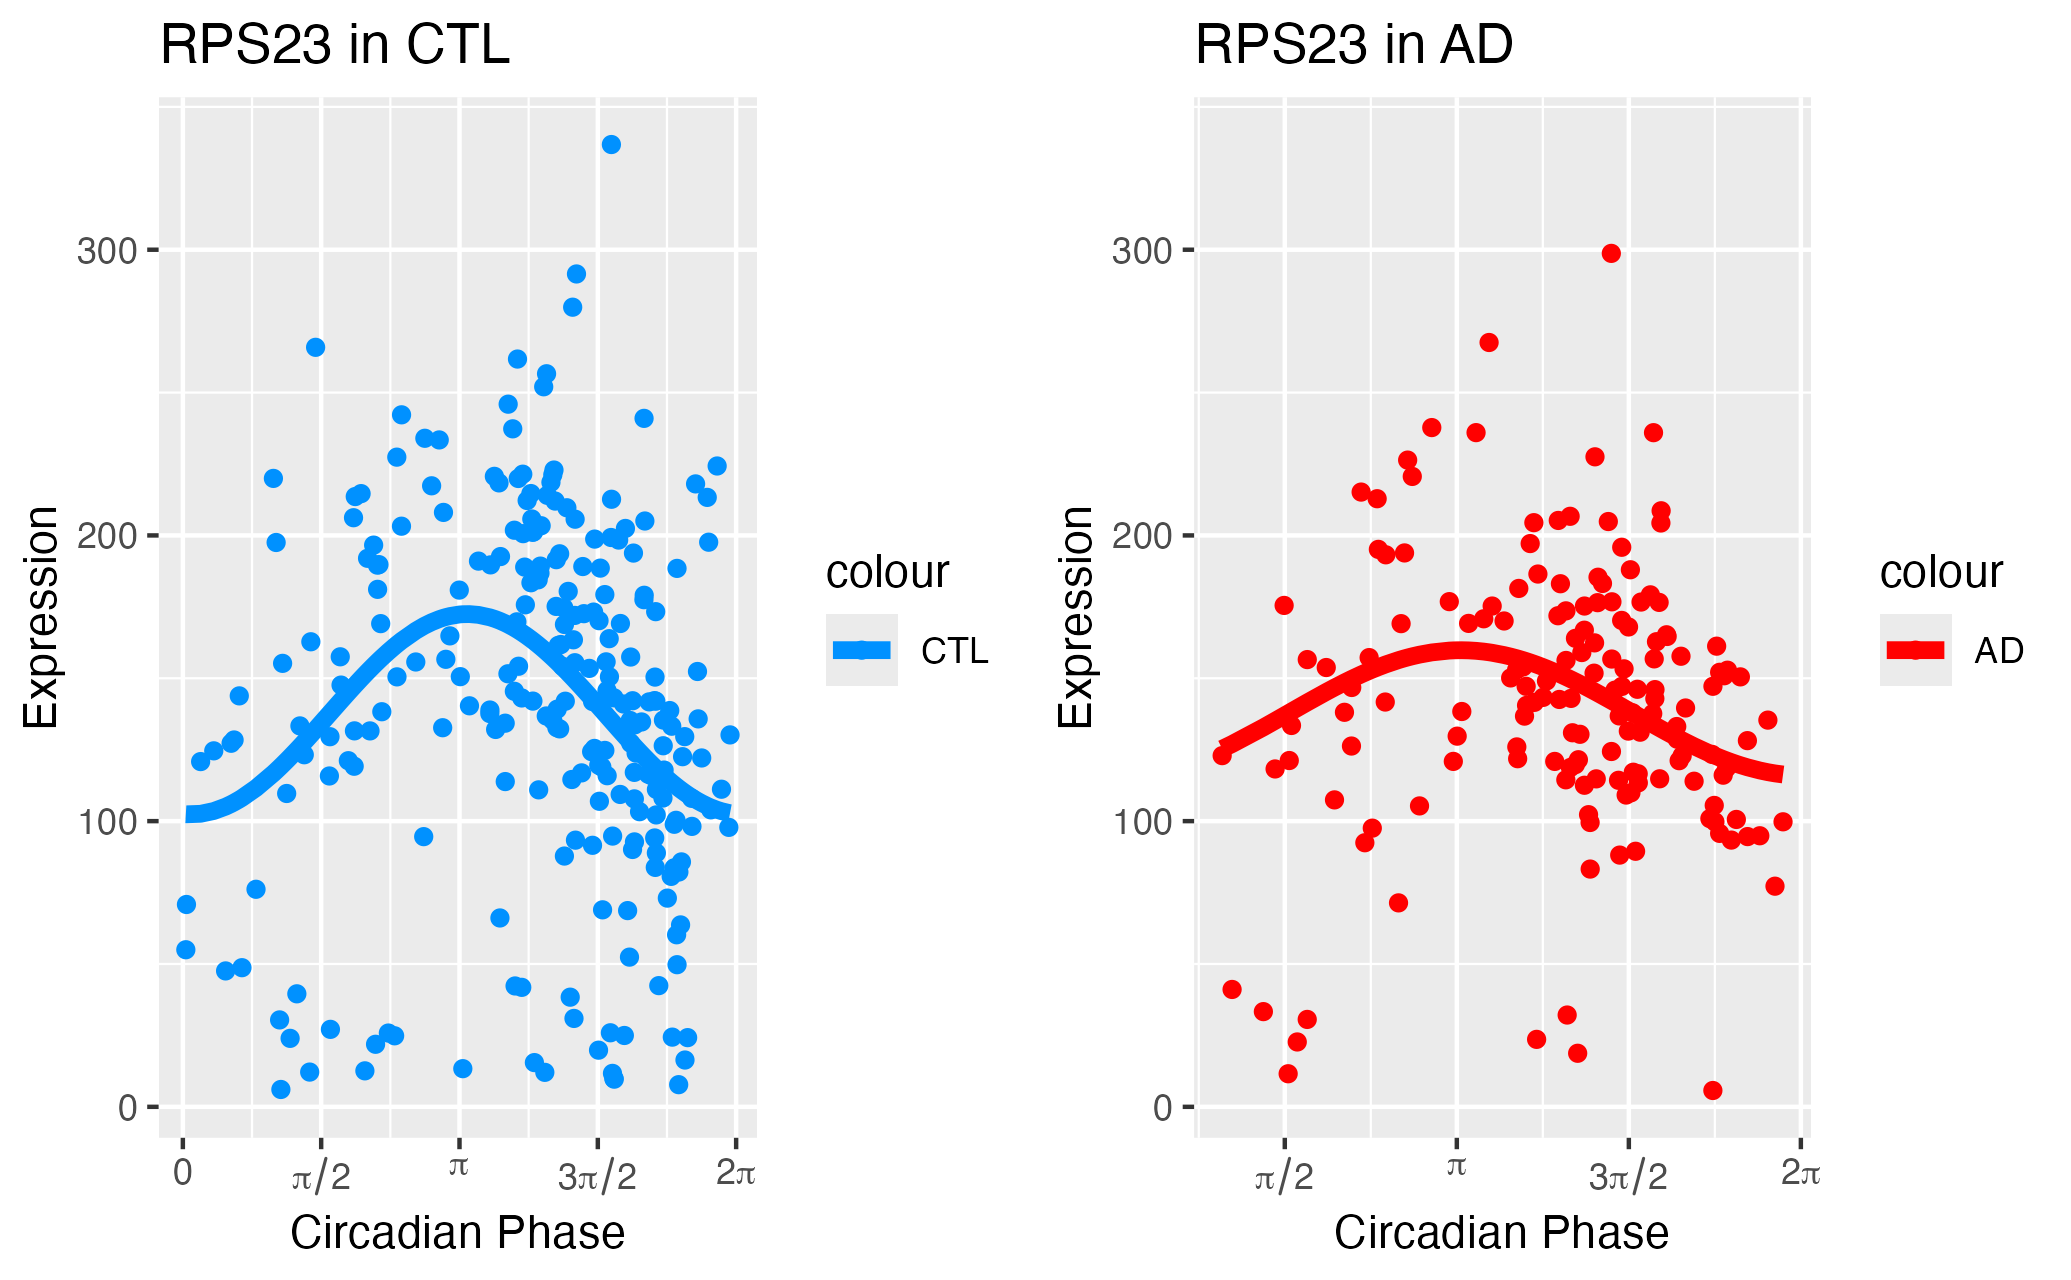 RPS23 in CTL
Expression
300
200
100
0
0 π/2 π 3π/2 2π
Circadian Phase
colour
CTL
RPS23 in AD
Expression
300
200
100
0
π/2 π 3π/2 2π
Circadian Phase
colour
AD